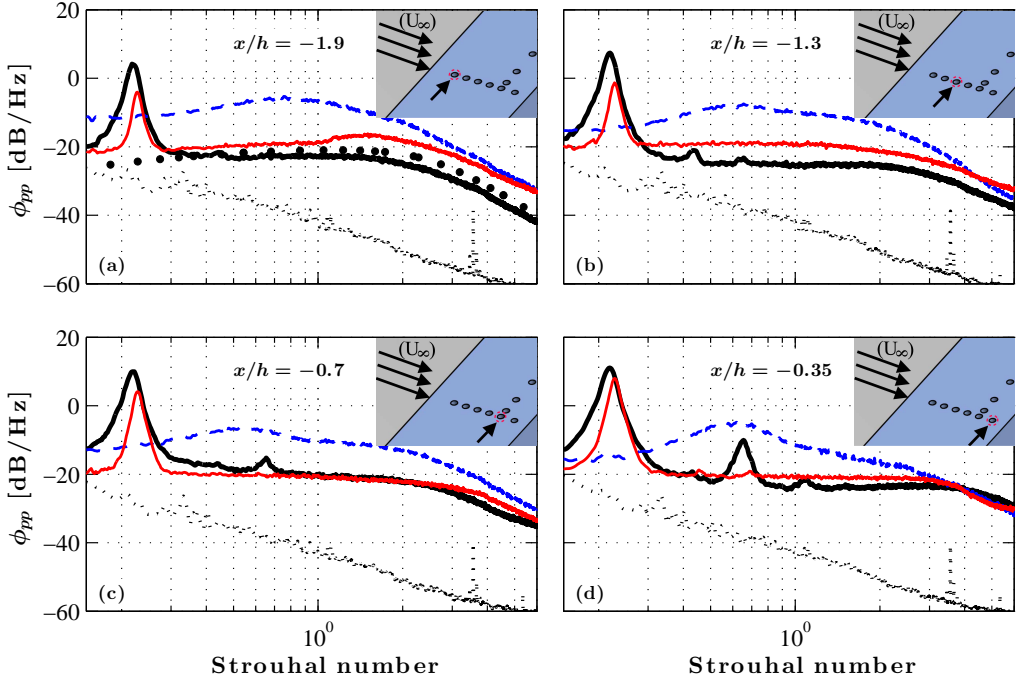 20
0
−20
−40
−60
ϕpp [dB/Hz]
(U∞)
x/h = −1.9
(a)
(U∞)
x/h = −1.3
(b)
20
0
−20
−40
−60
ϕpp [dB/Hz]
(U∞)
x/h = −0.7
(c)
10^0
Strouhal number
(U∞)
x/h = −0.35
(d)
10^0
Strouhal number